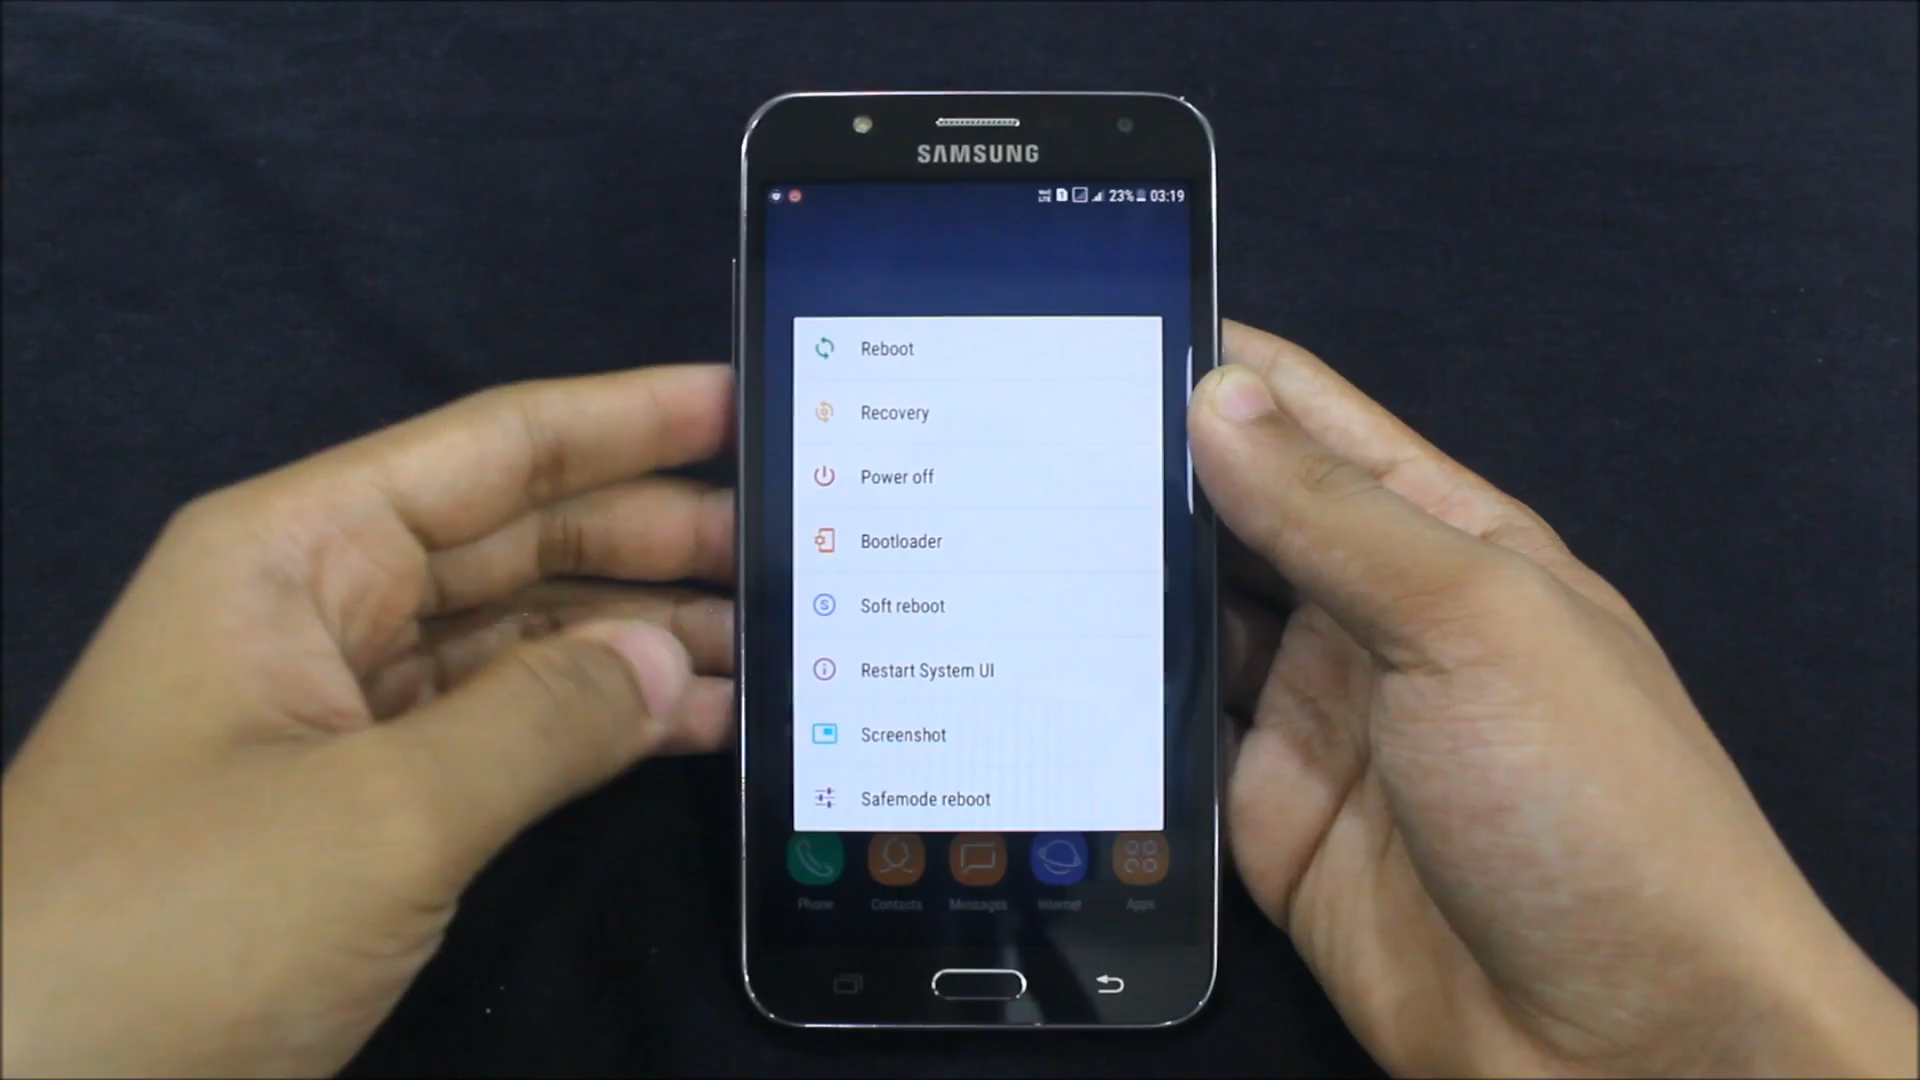 SAMSUNG
23% 03:19
Reboot
Recovery
Power off
Bootloader
Soft reboot
Restart System UI
Screenshot
Safemode reboot
Phone Contacts Messages Internet Apps